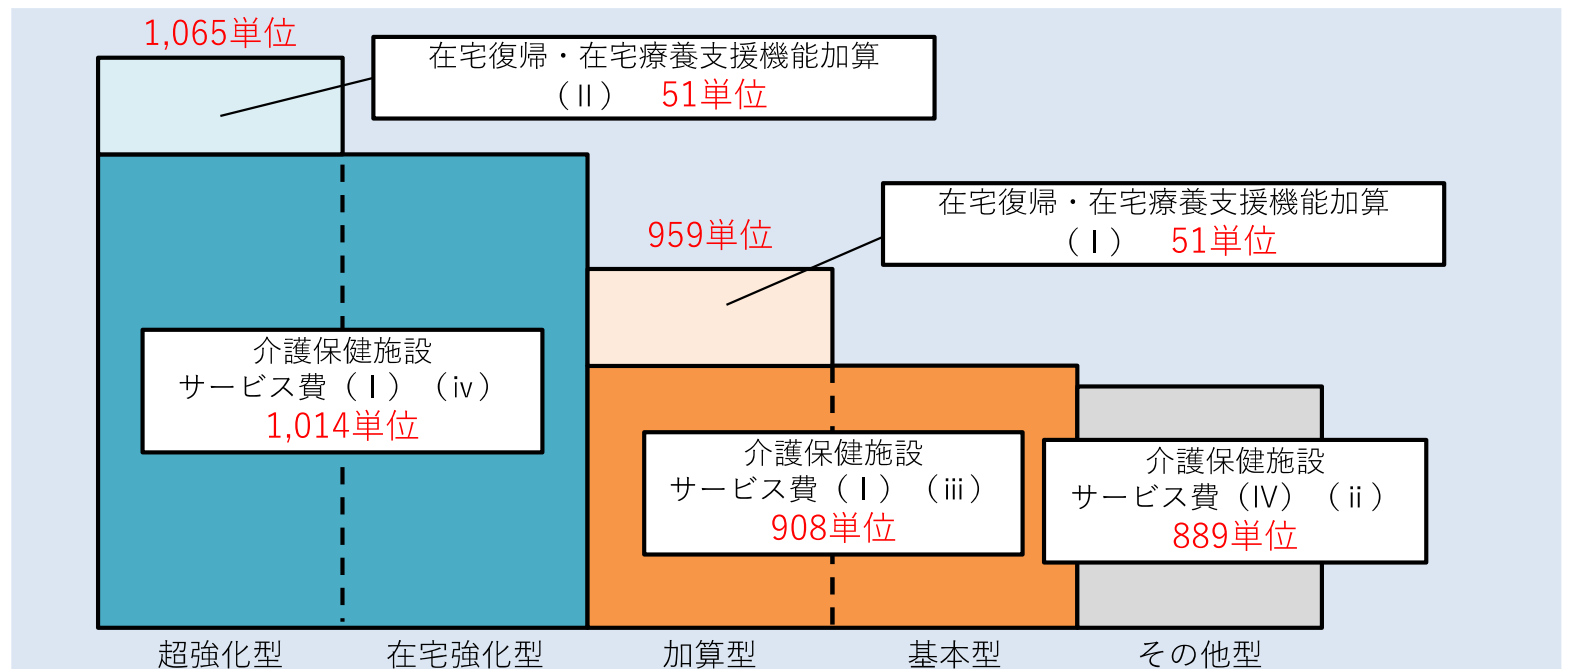 1,065単位
在宅復帰・在宅療養支援機能加算
（Ⅱ）　51単位
959単位
在宅復帰・在宅療養支援機能加算
（Ⅰ）　51単位
介護保健施設
サービス費（Ⅰ）（ⅳ）
1,014単位
介護保健施設
サービス費（Ⅰ）（ⅲ）
908単位
介護保健施設
サービス費（Ⅳ）（ⅱ）
889単位
超強化型　在宅強化型　加算型　基本型　その他型